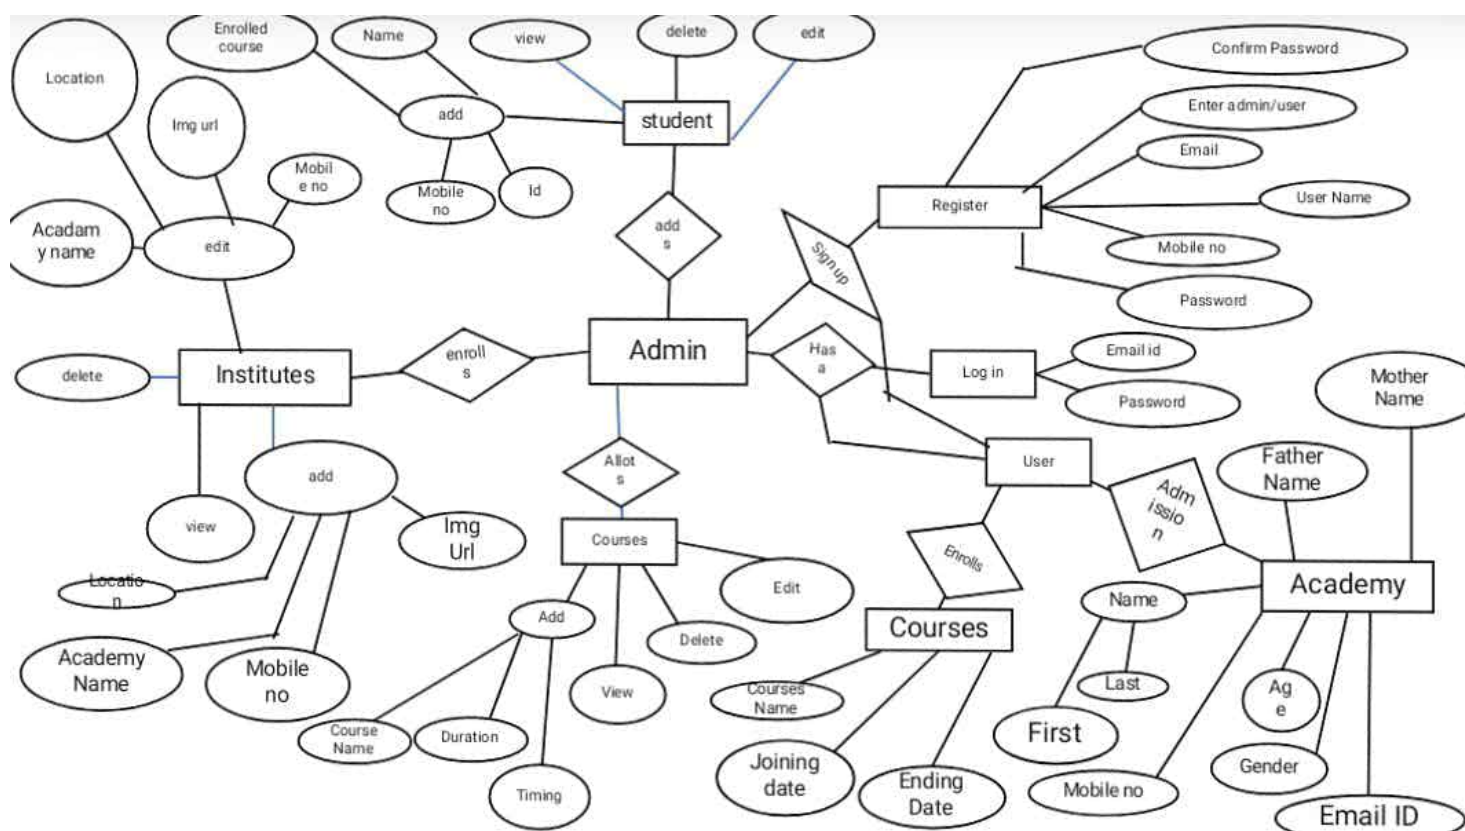 Enrolled
course
Name
view
delete
edit
Confirm Password
Location
Img url
add
student
Enter admin/user
Email
Mobil
e no
Mobile
no
Id
Register
User Name
Acadam
y name
edit
add
s
Sign up
Mobile no
Password
delete
Institutes
enroll
s
Admin
Has
a
Log in
Email id
Password
Mother
Name
add
view
Img
Url
Allot
s
User
Adm
issio
n
Father
Name
Courses
Enrolls
Locatio
n
Add
Edit
Delete
Courses
Name
Academy
Academy
Name
Mobile
no
View
Courses
Name
Last
Ag
e
Course
Name
Duration
Timing
Joining
date
Ending
Date
First
Mobile no
Gender
Email ID